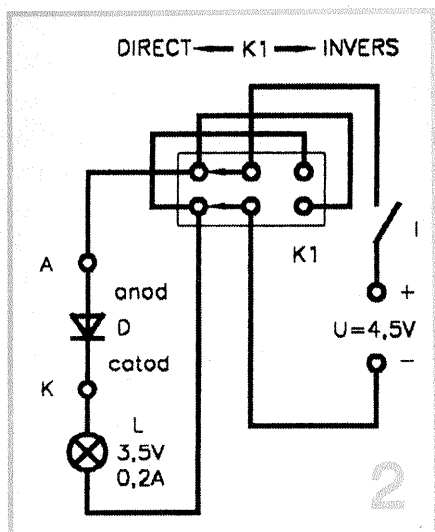 DIRECT K1 INVERS
K1
I
A
anod
+
D
U=4,5V
catod
−
K
L
3,5V
0,2A
2